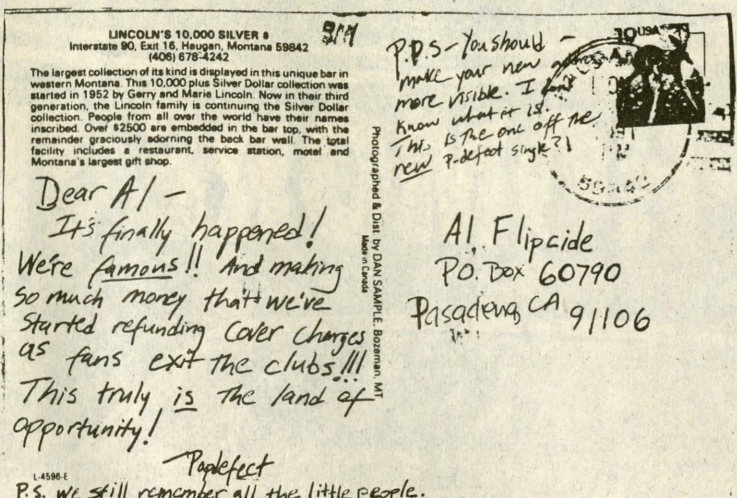 LINCOLN'S 10,000 SILVER $
Interstate 90, Exit 16, Haugan, Montana 59842
(406) 678-4242
The largest collection of its kind is displayed in this unique bar in
western Montana. This 10,000 plus Silver Dollar collection was
started in 1952 by Gerry and Marie Lincoln. Now in their third
generation, the Lincoln family is continuing the Silver Dollar
collection. People from all over the world have their names
inscribed. Over $2500 are embedded in the bar top, with the
remainder graciously adorning the back bar wall. The total
facility includes a restaurant, service station, motel and
Montana's largest gift shop.
Dear Al -
It's finally happened!
We're famous!! And making
so much money that we've
started refunding cover charges
as fans exit the clubs!!!
This truly is the land of
opportunity!
Popdefect
L-4596-E
P.S. we still remember all the little people.
Photographed & Dist. by DAN SAMPLE, Bozeman, MT
Made in Canada
P.P.S - You should -
make your new address
more visible. I don't
know what it is.
This is the one off the
new P-defect single?!
10 USA
Al Flipcide
P.O. Box 60790
Pasadena, CA 91106